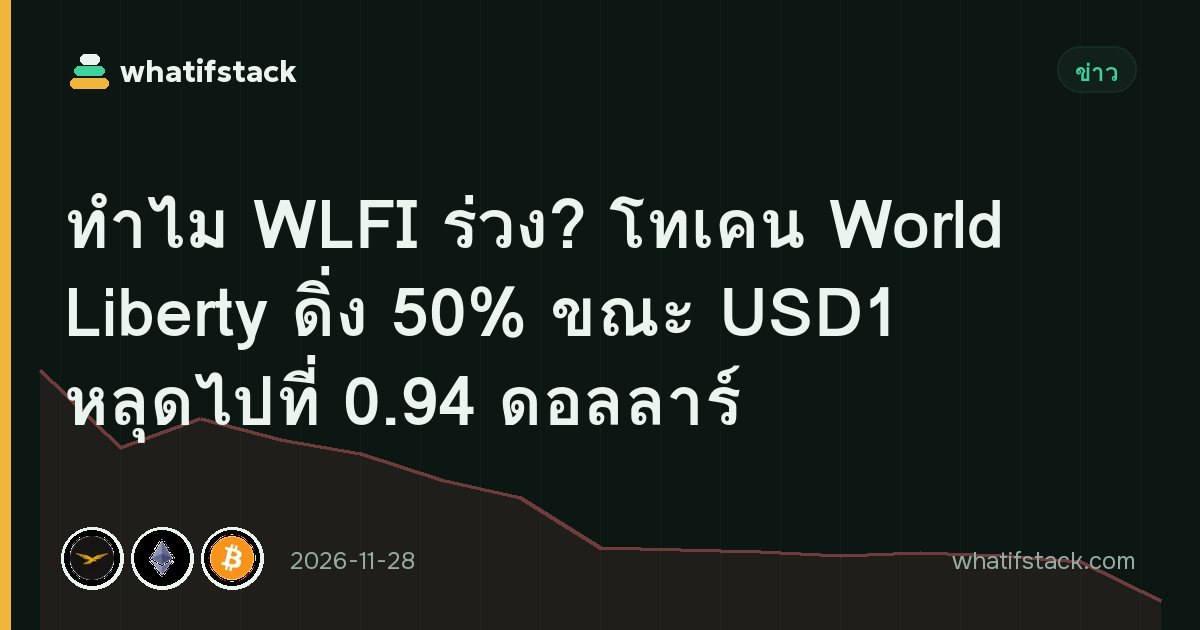 whatifstack
ข่าว
ทำไม WLFI ร่วง? โทเคน World
Liberty ดิ่ง 50% ขณะ USD1
หลุดไปที่ 0.94 ดอลลาร์
2026-11-28
whatifstack.com